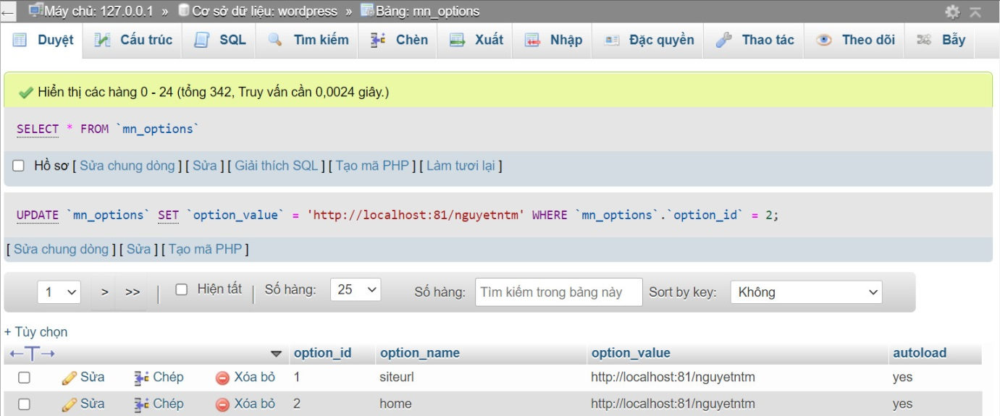 Máy chủ: 127.0.0.1 » Cơ sở dữ liệu: wordpress » Bảng: mn_options
Duyệt Cấu trúc SQL Tìm kiếm Chèn Xuất Nhập Đặc quyền Thao tác Theo dõi Bẫy
Hiển thị các hàng 0 - 24 (tổng 342, Truy vấn cần 0,0024 giây.)
SELECT * FROM `mn_options`
Hồ sơ [ Sửa chung dòng ] [ Sửa ] [ Giải thích SQL ] [ Tạo mã PHP ] [ Làm tươi lại ]
UPDATE `mn_options` SET `option_value` = 'http://localhost:81/nguyetntm' WHERE `mn_options`.`option_id` = 2;
[ Sửa chung dòng ] [ Sửa ] [ Tạo mã PHP ]
1 > >> | Hiện tất | Số hàng: 25 Số hàng: Tìm kiếm trong bảng này Sort by key: Không
+ Tùy chọn
←T→ option_id option_name option_value autoload
Sửa Chép Xóa bỏ 1 siteurl http://localhost:81/nguyetntm yes
Sửa Chép Xóa bỏ 2 home http://localhost:81/nguyetntm yes